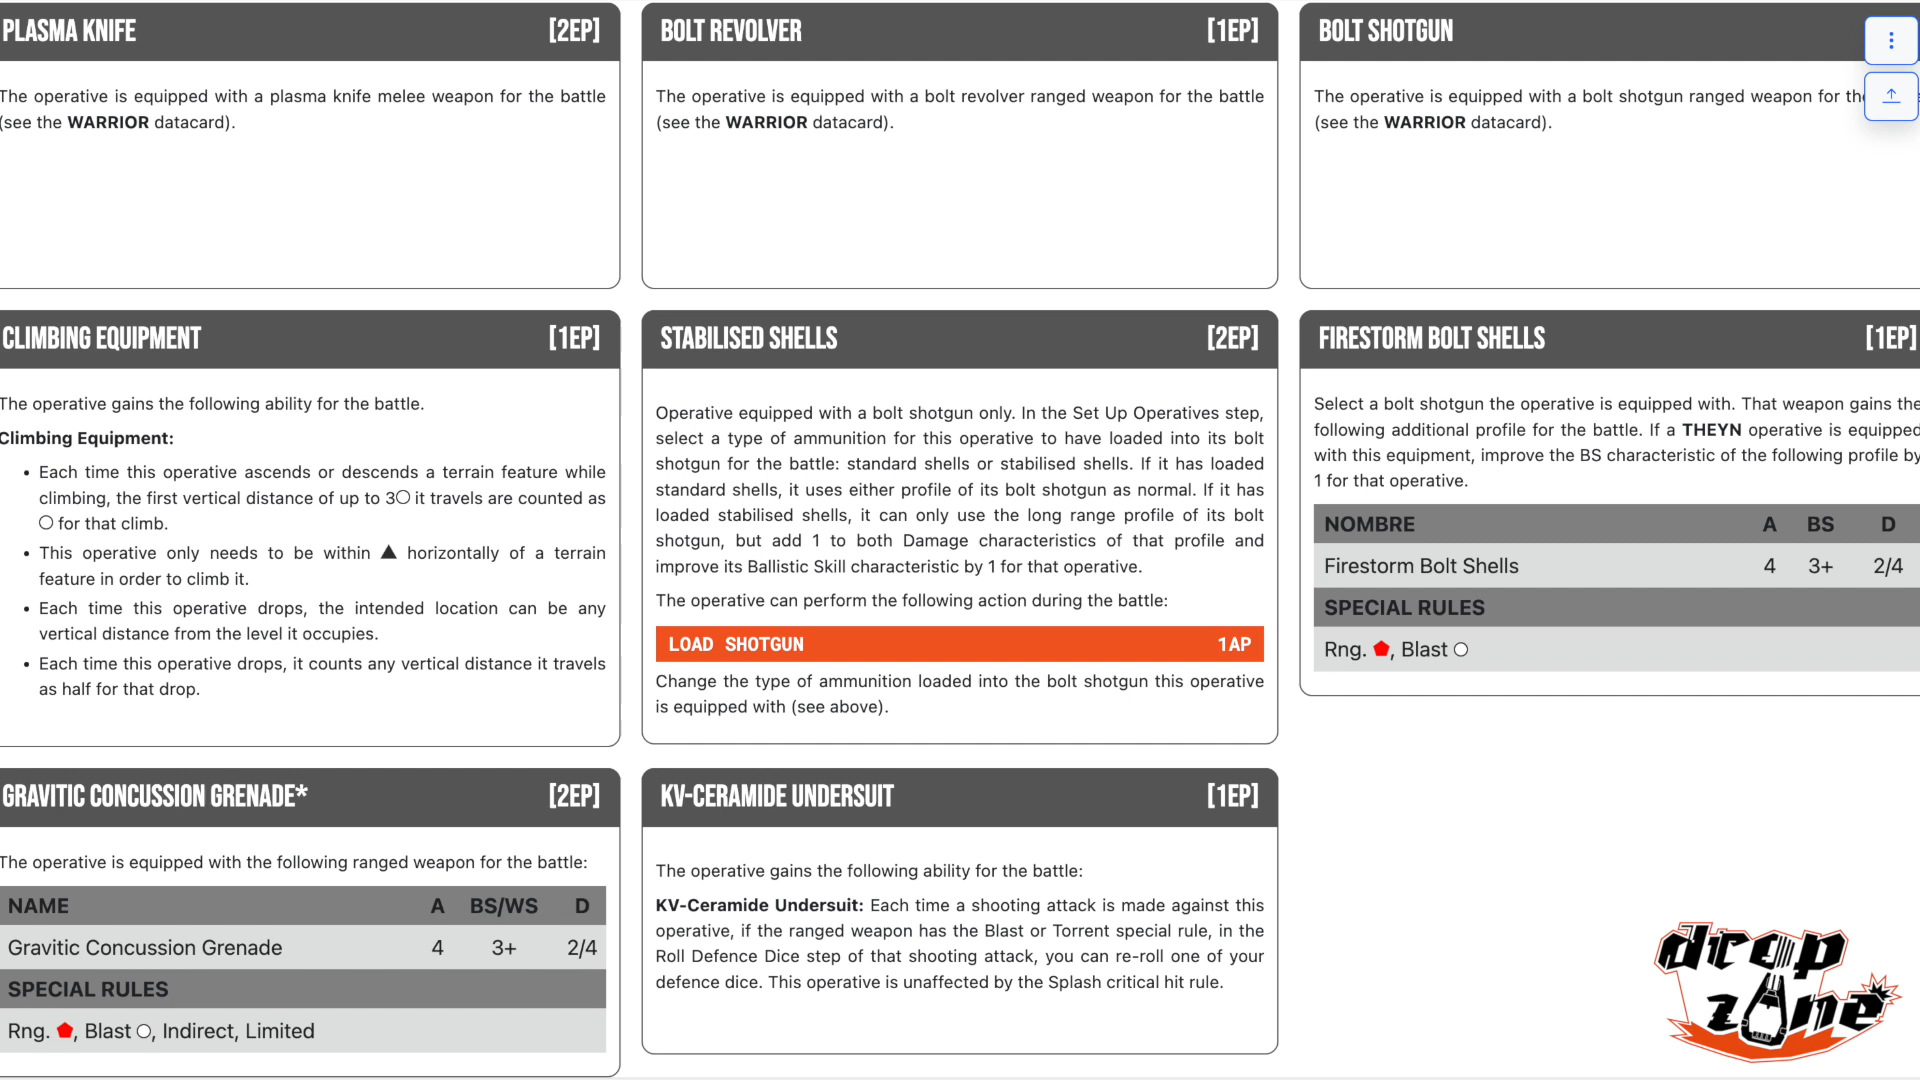 PLASMA KNIFE [2EP]
The operative is equipped with a plasma knife melee weapon for the battle
(see the WARRIOR datacard).
BOLT REVOLVER [1EP]
The operative is equipped with a bolt revolver ranged weapon for the battle
(see the WARRIOR datacard).
BOLT SHOTGUN
The operative is equipped with a bolt shotgun ranged weapon for the
(see the WARRIOR datacard).
CLIMBING EQUIPMENT [1EP]
The operative gains the following ability for the battle.
Climbing Equipment:
• Each time this operative ascends or descends a terrain feature while
climbing, the first vertical distance of up to 3○ it travels are counted as
○ for that climb.
• This operative only needs to be within ▲ horizontally of a terrain
feature in order to climb it.
• Each time this operative drops, the intended location can be any
vertical distance from the level it occupies.
• Each time this operative drops, it counts any vertical distance it travels
as half for that drop.
STABILISED SHELLS [2EP]
Operative equipped with a bolt shotgun only. In the Set Up Operatives step,
select a type of ammunition for this operative to have loaded into its bolt
shotgun for the battle: standard shells or stabilised shells. If it has loaded
standard shells, it uses either profile of its bolt shotgun as normal. If it has
loaded stabilised shells, it can only use the long range profile of its bolt
shotgun, but add 1 to both Damage characteristics of that profile and
improve its Ballistic Skill characteristic by 1 for that operative.
The operative can perform the following action during the battle:
LOAD SHOTGUN 1AP
Change the type of ammunition loaded into the bolt shotgun this operative
is equipped with (see above).
FIRESTORM BOLT SHELLS [1EP]
Select a bolt shotgun the operative is equipped with. That weapon gains the
following additional profile for the battle. If a THEYN operative is equipped
with this equipment, improve the BS characteristic of the following profile by
1 for that operative.
NOMBRE A BS D
Firestorm Bolt Shells 4 3+ 2/4
SPECIAL RULES
Rng. ⬟, Blast ○
GRAVITIC CONCUSSION GRENADE* [2EP]
The operative is equipped with the following ranged weapon for the battle:
NAME A BS/WS D
Gravitic Concussion Grenade 4 3+ 2/4
SPECIAL RULES
Rng. ⬟, Blast ○, Indirect, Limited
KV-CERAMIDE UNDERSUIT [1EP]
The operative gains the following ability for the battle:
KV-Ceramide Undersuit: Each time a shooting attack is made against this
operative, if the ranged weapon has the Blast or Torrent special rule, in the
Roll Defence Dice step of that shooting attack, you can re-roll one of your
defence dice. This operative is unaffected by the Splash critical hit rule.
drop
zone